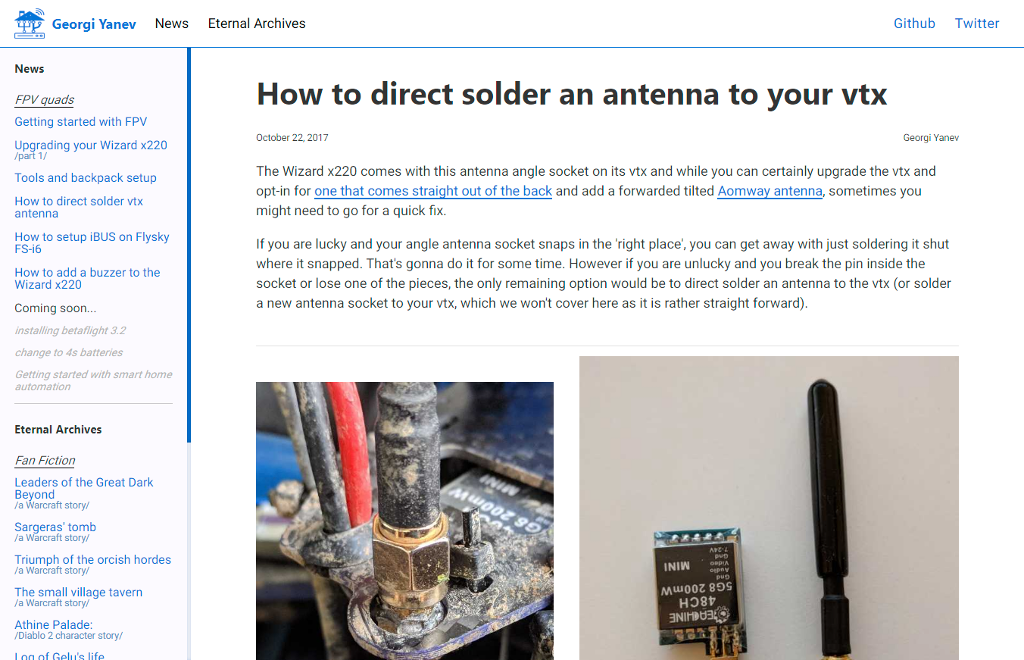 Georgi Yanev
News
Eternal Archives
Github
Twitter
News
FPV quads
Getting started with FPV
Upgrading your Wizard x220
/part 1/
Tools and backpack setup
How to direct solder vtx
antenna
How to setup iBUS on Flysky
FS-i6
How to add a buzzer to the
Wizard x220
Coming soon...
installing betaflight 3.2
change to 4s batteries
Getting started with smart home
automation
Eternal Archives
Fan Fiction
Leaders of the Great Dark
Beyond
/a Warcraft story/
Sargeras' tomb
/a Warcraft story/
Triumph of the orcish hordes
/a Warcraft story/
The small village tavern
/a Warcraft story/
Athine Palade:
/Diablo 2 character story/
Log of Gelu's life
How to direct solder an antenna to your vtx
October 22, 2017
Georgi Yanev
The Wizard x220 comes with this antenna angle socket on its vtx and while you can certainly upgrade the vtx and
opt-in for one that comes straight out of the back and add a forwarded tilted Aomway antenna, sometimes you
might need to go for a quick fix.
If you are lucky and your angle antenna socket snaps in the 'right place', you can get away with just soldering it shut
where it snapped. That's gonna do it for some time. However if you are unlucky and you break the pin inside the
socket or lose one of the pieces, the only remaining option would be to direct solder an antenna to the vtx (or solder
a new antenna socket to your vtx, which we won't cover here as it is rather straight forward).
MINI
5G8 200mW
EACHINE
48CH
5G8 200mW
MINI
Gnd
Audio
Video
Gnd
7-24V